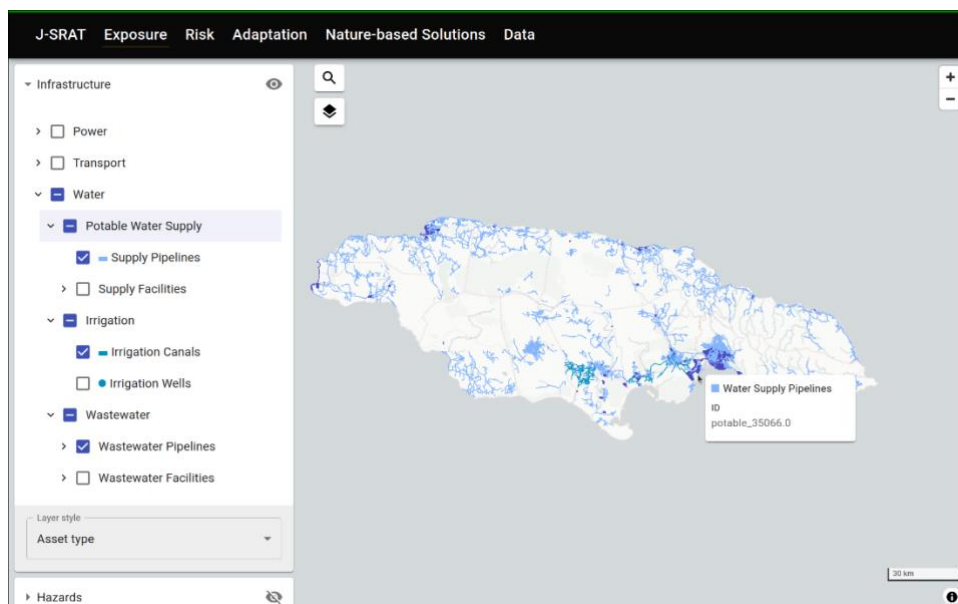 J-SRAT Exposure Risk Adaptation Nature-based Solutions Data
Infrastructure
Power
Transport
Water
Potable Water Supply
Supply Pipelines
Supply Facilities
Irrigation
Irrigation Canals
Irrigation Wells
Wastewater
Wastewater Pipelines
Wastewater Facilities
Layer style
Asset type
Hazards
+
−
Water Supply Pipelines
ID
potable_35066.0
30 km